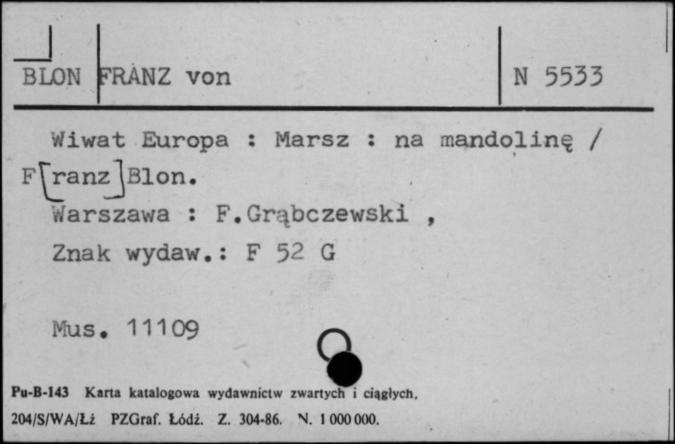 BLON FRANZ von N 5533
Wiwat Europa : Marsz : na mandolinę /
F[ranz]Blon.
Warszawa : F.Grąbczewski ,
Znak wydaw.: F 52 G
Mus. 11109
Pu-B-143 Karta katalogowa wydawnictw zwartych i ciągłych.
204/S/WA/Łż PZGraf. Łódź. Z. 304-86. N. 1 000 000.